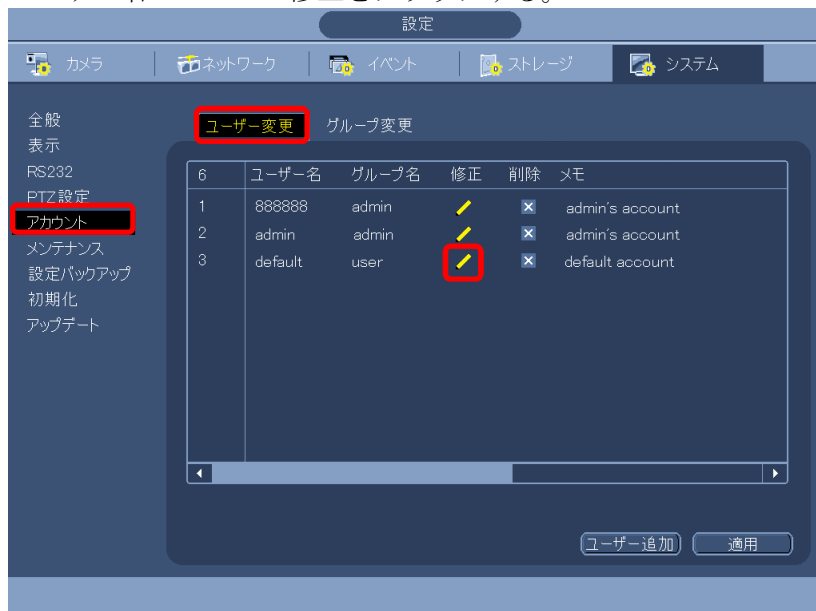 設定
カメラ ネットワーク イベント ストレージ システム
全般
表示
RS232
PTZ設定
アカウント
メンテナンス
設定バックアップ
初期化
アップデート
ユーザー変更 グループ変更
6 ユーザー名 グループ名 修正 削除 メモ
1 888888 admin admin's account
2 admin admin admin's account
3 default user default account
ユーザー追加 適用